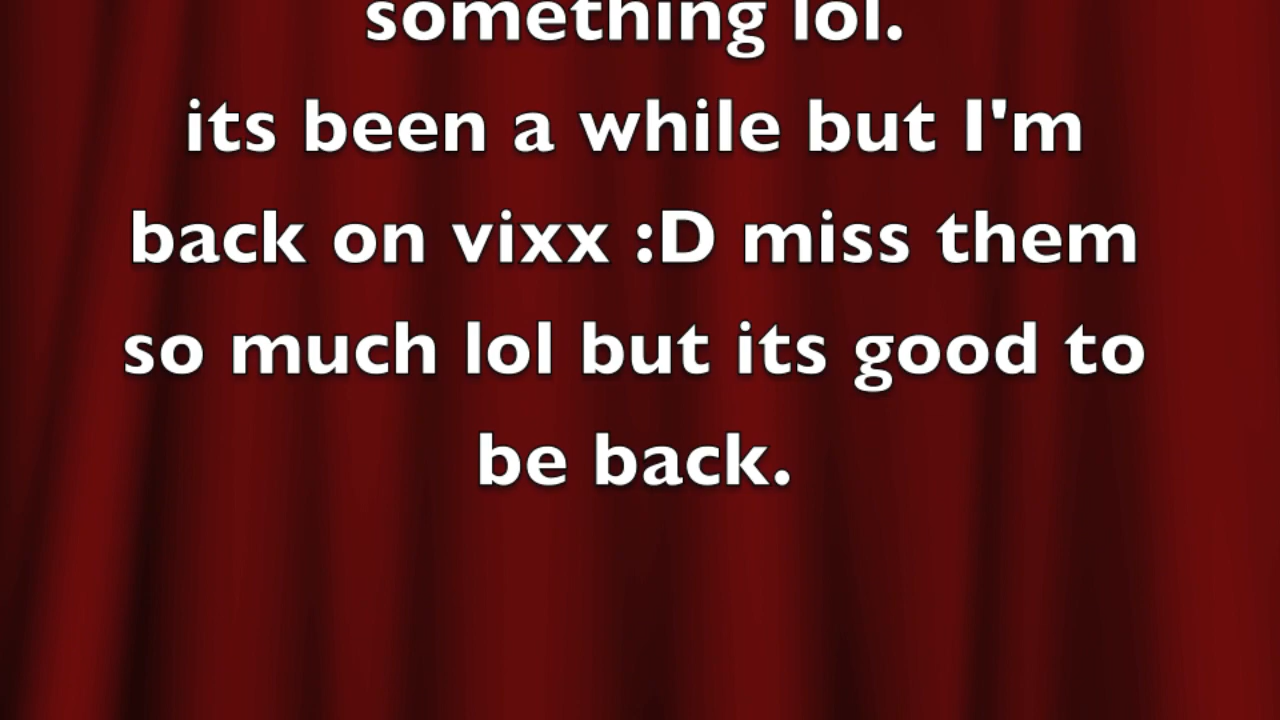 something lol.
its been a while but I'm
back on vixx :D miss them
so much lol but its good to
be back.